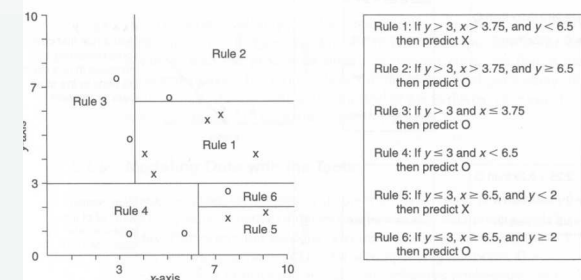 10
Rule 2
7
Rule 3
O
O
X
X
Rule 1
O
X
X
X
3
O
Rule 6
Rule 4
X
X
Rule 5
O
O
0
3
7
10
x-axis
Rule 1: If y > 3, x > 3.75, and y < 6.5
then predict X
Rule 2: If y > 3, x > 3.75, and y ≥ 6.5
then predict O
Rule 3: If y > 3 and x ≤ 3.75
then predict O
Rule 4: If y ≤ 3 and x < 6.5
then predict O
Rule 5: If y ≤ 3, x ≥ 6.5, and y < 2
then predict X
Rule 6: If y ≤ 3, x ≥ 6.5, and y ≥ 2
then predict O